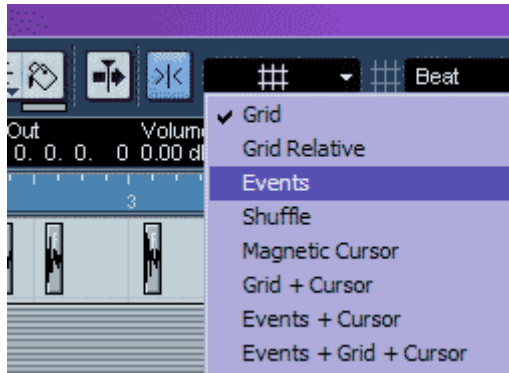 Beat
Out Volume
0. 0. 0. 0 0.00 dB
3
Grid
Grid Relative
Events
Shuffle
Magnetic Cursor
Grid + Cursor
Events + Cursor
Events + Grid + Cursor